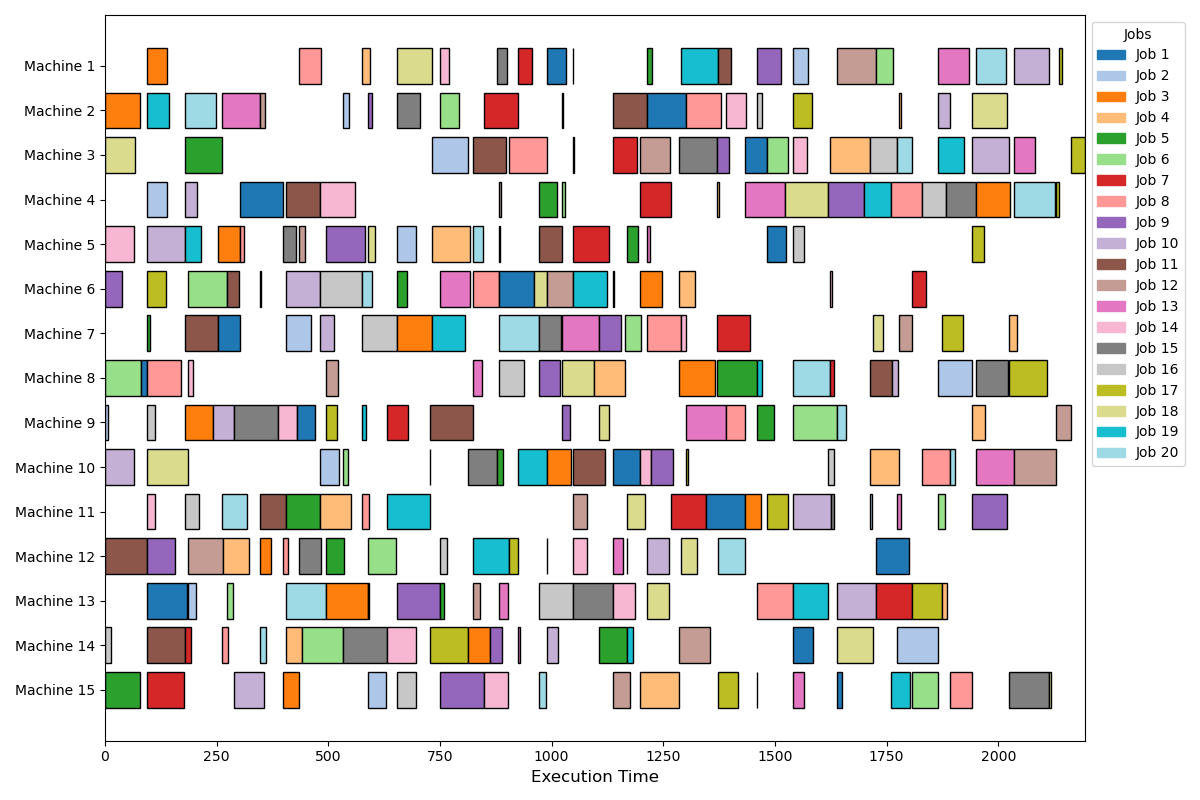 Machine 1
Machine 2
Machine 3
Machine 4
Machine 5
Machine 6
Machine 7
Machine 8
Machine 9
Machine 10
Machine 11
Machine 12
Machine 13
Machine 14
Machine 15
0 250 500 750 1000 1250 1500 1750 2000
Execution Time
Jobs
Job 1
Job 2
Job 3
Job 4
Job 5
Job 6
Job 7
Job 8
Job 9
Job 10
Job 11
Job 12
Job 13
Job 14
Job 15
Job 16
Job 17
Job 18
Job 19
Job 20